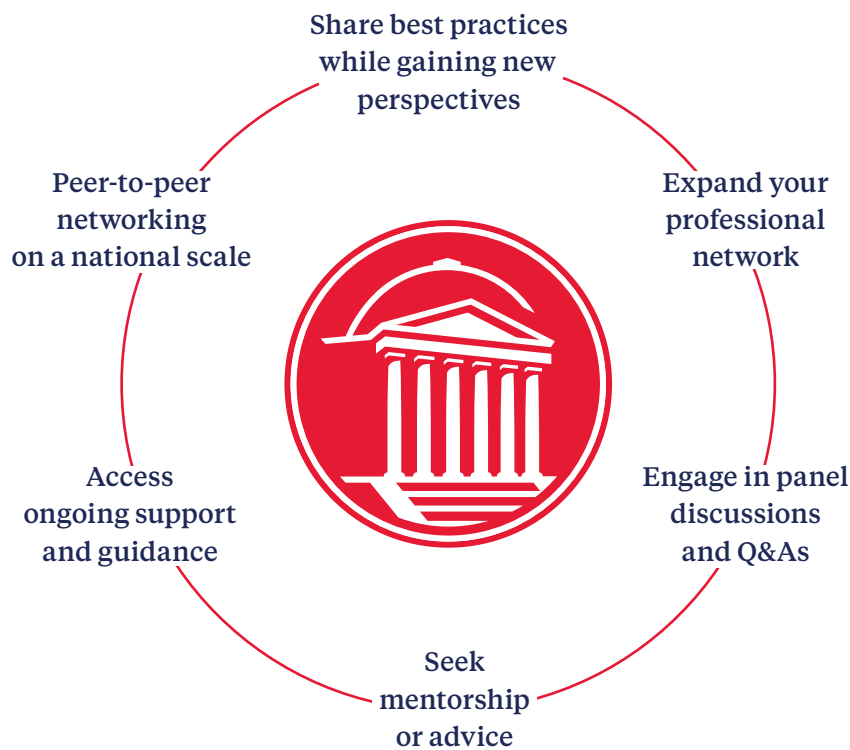 Share best practices
while gaining new
perspectives
Expand your
professional
network
Engage in panel
discussions
and Q&As
Seek
mentorship
or advice
Access
ongoing support
and guidance
Peer-to-peer
networking
on a national scale